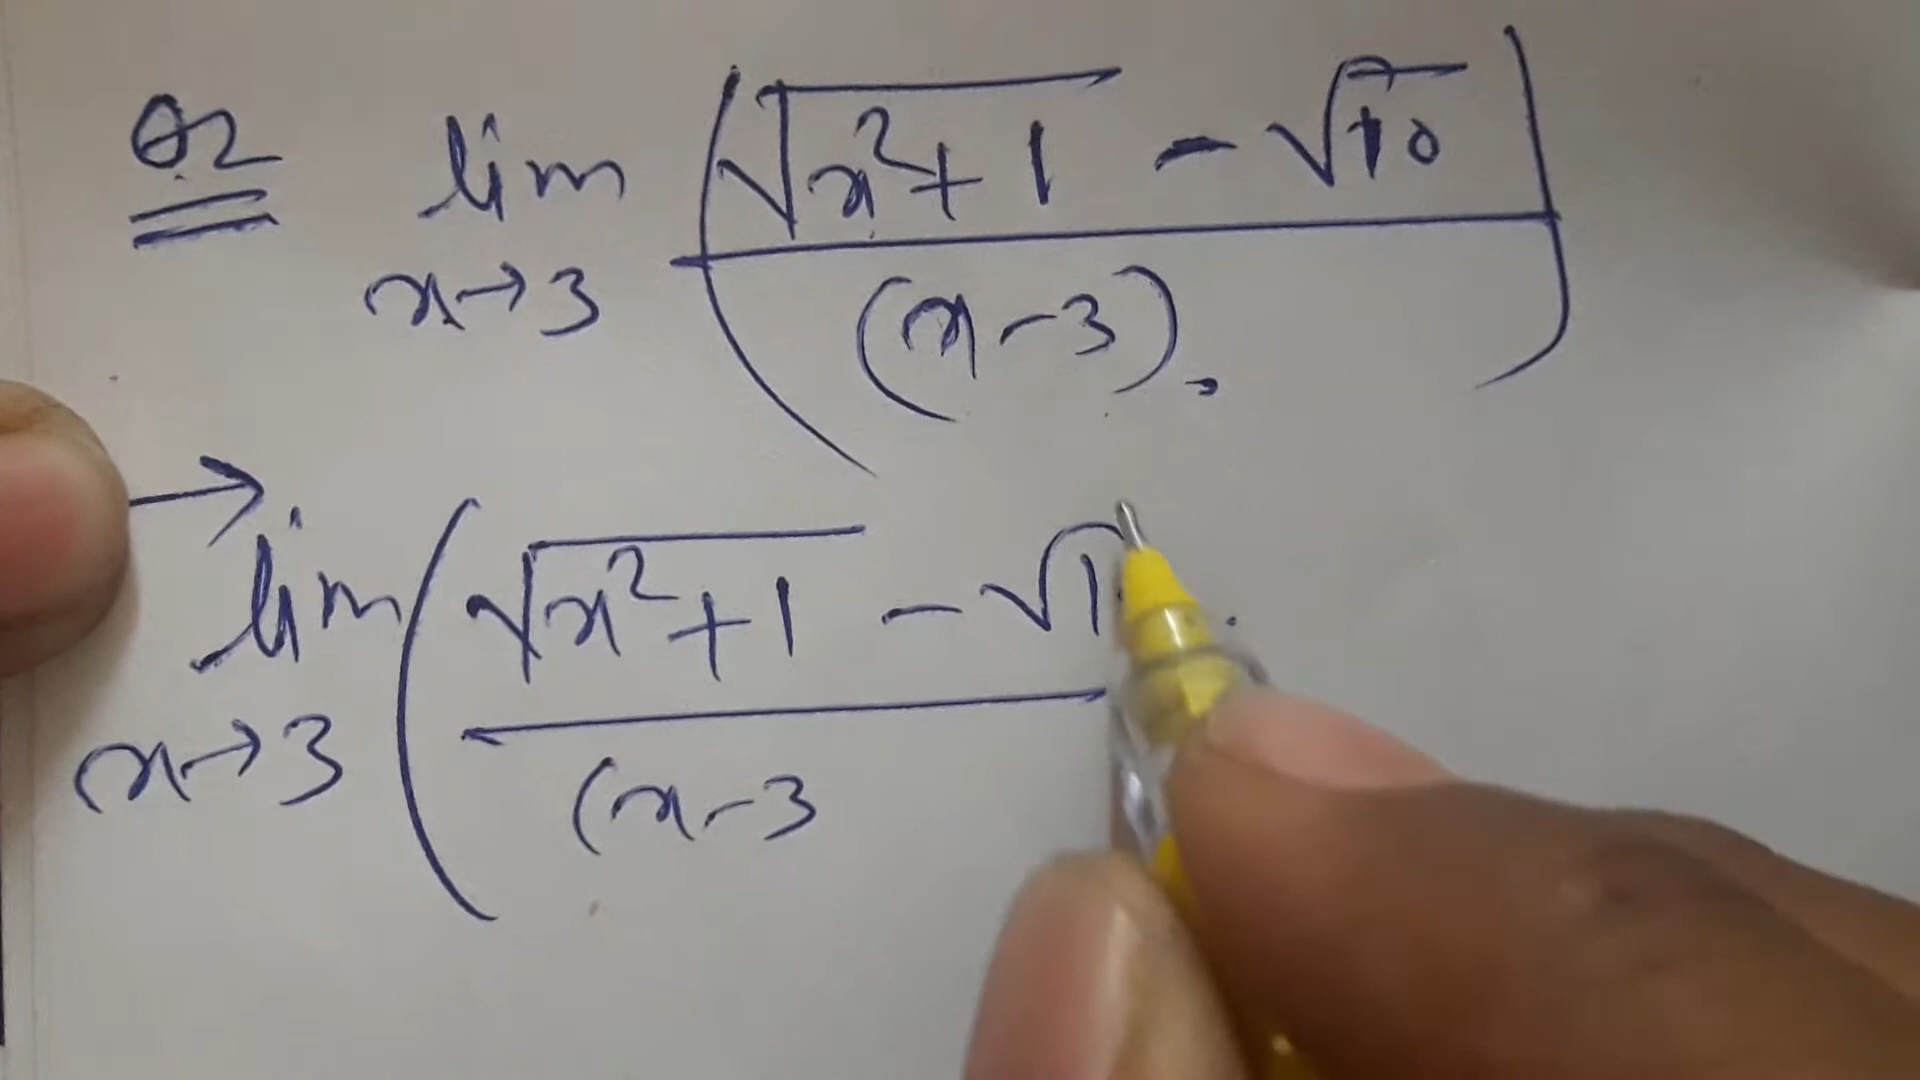 Q2 lim x→3 ( (√(x²+1) - √10) / (x-3) ).
→ lim x→3 ( (√(x²+1) - √1 / (x-3